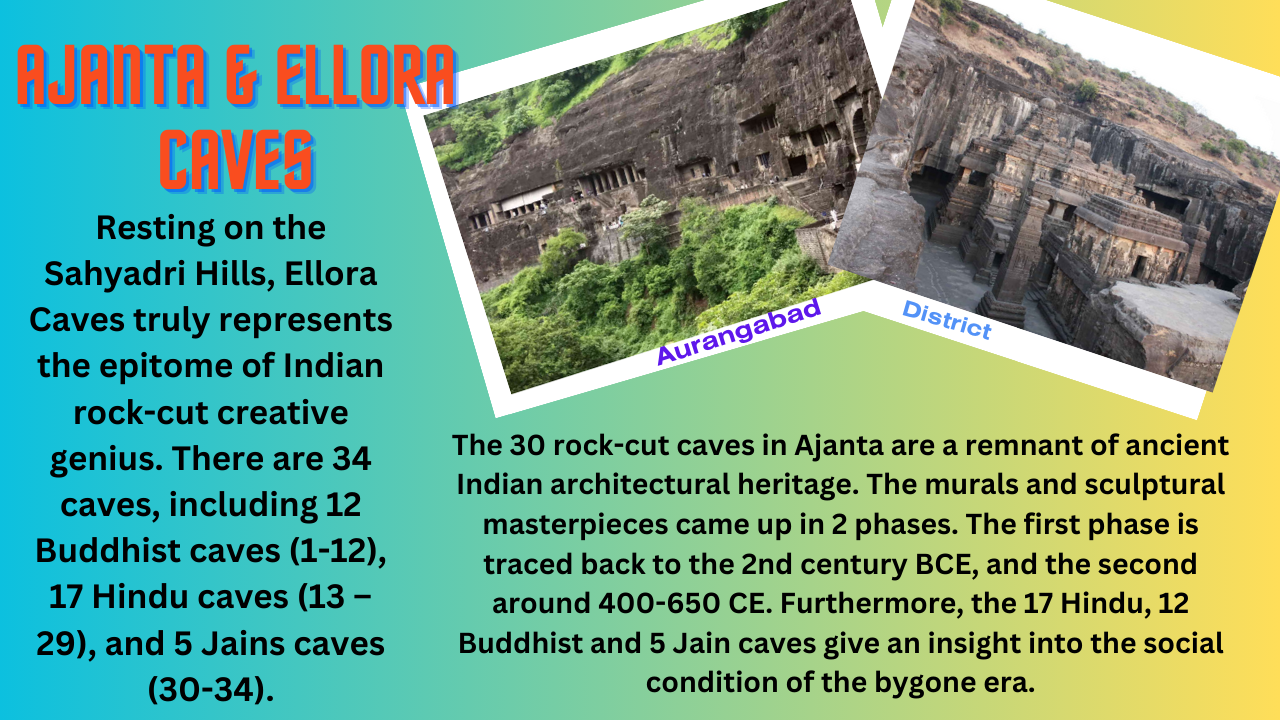 AJANTA & ELLORA
CAVES
Resting on the
Sahyadri Hills, Ellora
Caves truly represents
the epitome of Indian
rock-cut creative
genius. There are 34
caves, including 12
Buddhist caves (1-12),
17 Hindu caves (13 –
29), and 5 Jains caves
(30-34).
Aurangabad
District
The 30 rock-cut caves in Ajanta are a remnant of ancient
Indian architectural heritage. The murals and sculptural
masterpieces came up in 2 phases. The first phase is
traced back to the 2nd century BCE, and the second
around 400-650 CE. Furthermore, the 17 Hindu, 12
Buddhist and 5 Jain caves give an insight into the social
condition of the bygone era.